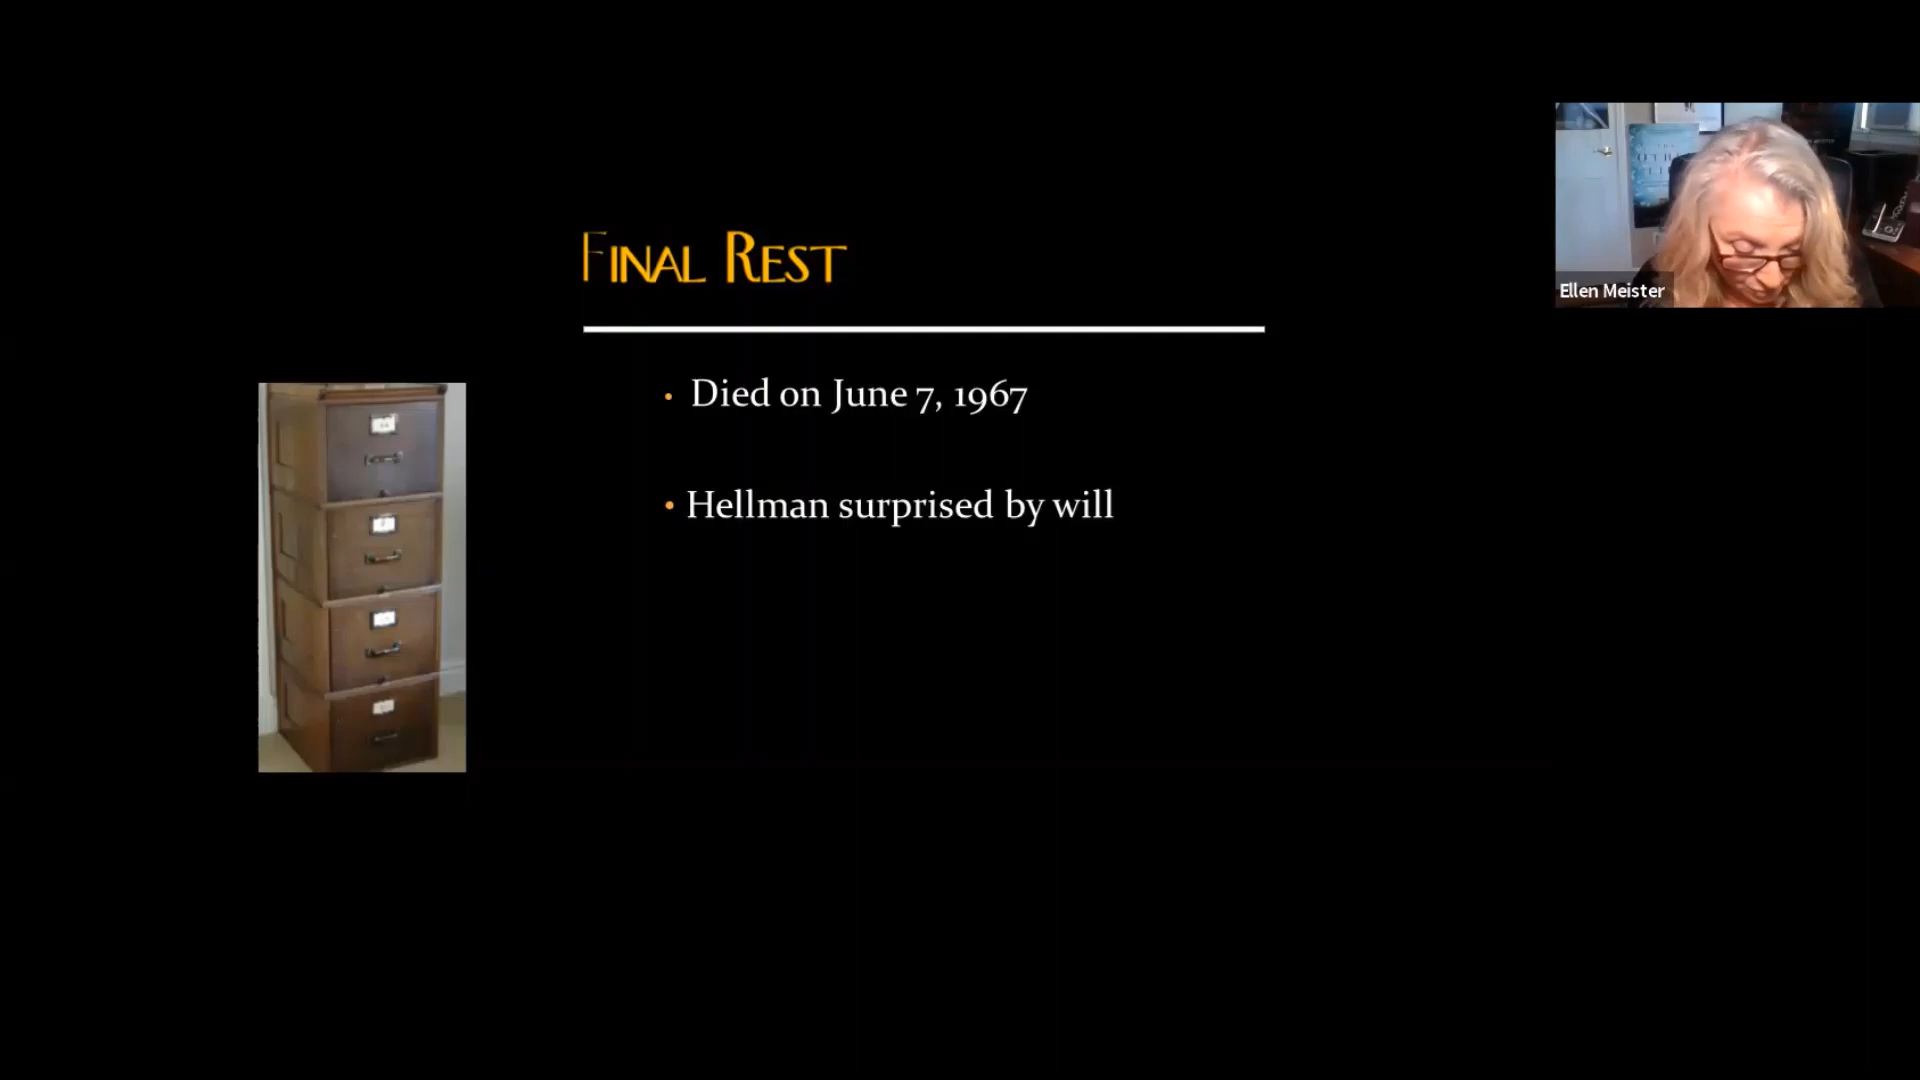 Final Rest
• Died on June 7, 1967
• Hellman surprised by will
Ellen Meister